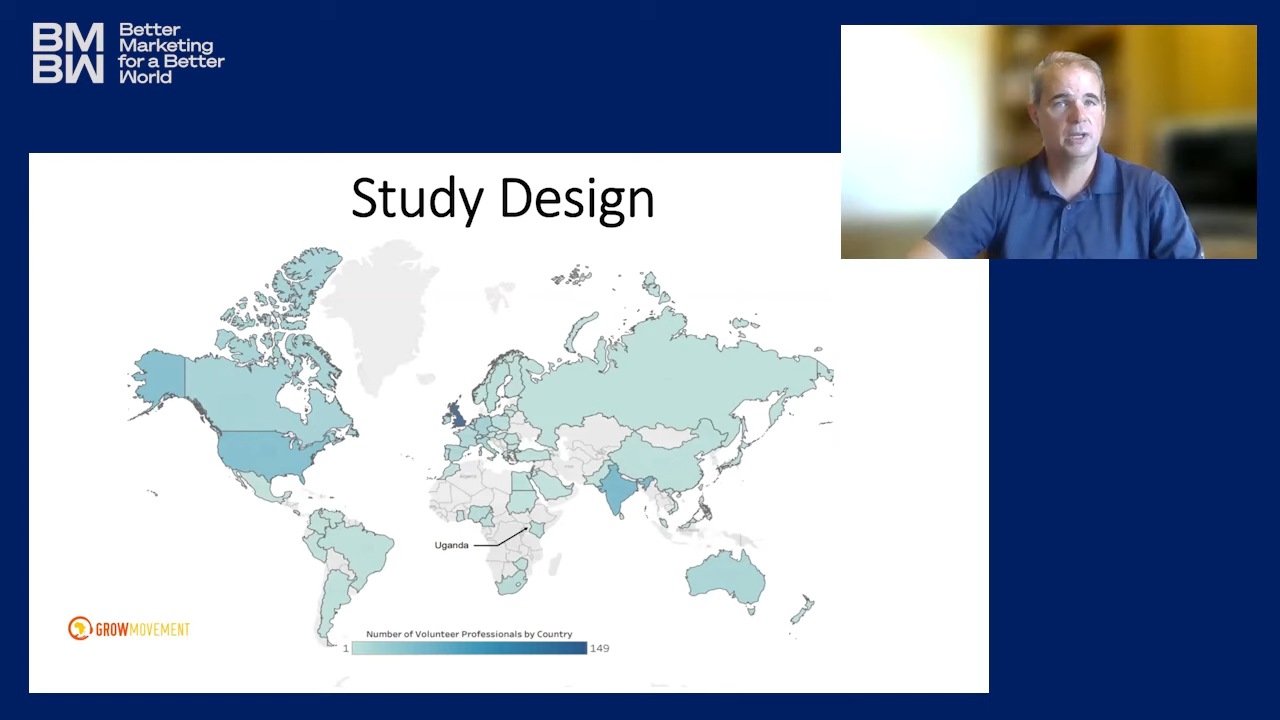 BM
BW
Better
Marketing
for a Better
World
Study Design
Uganda
GROWMOVEMENT
Number of Volunteer Professionals by Country
1
149